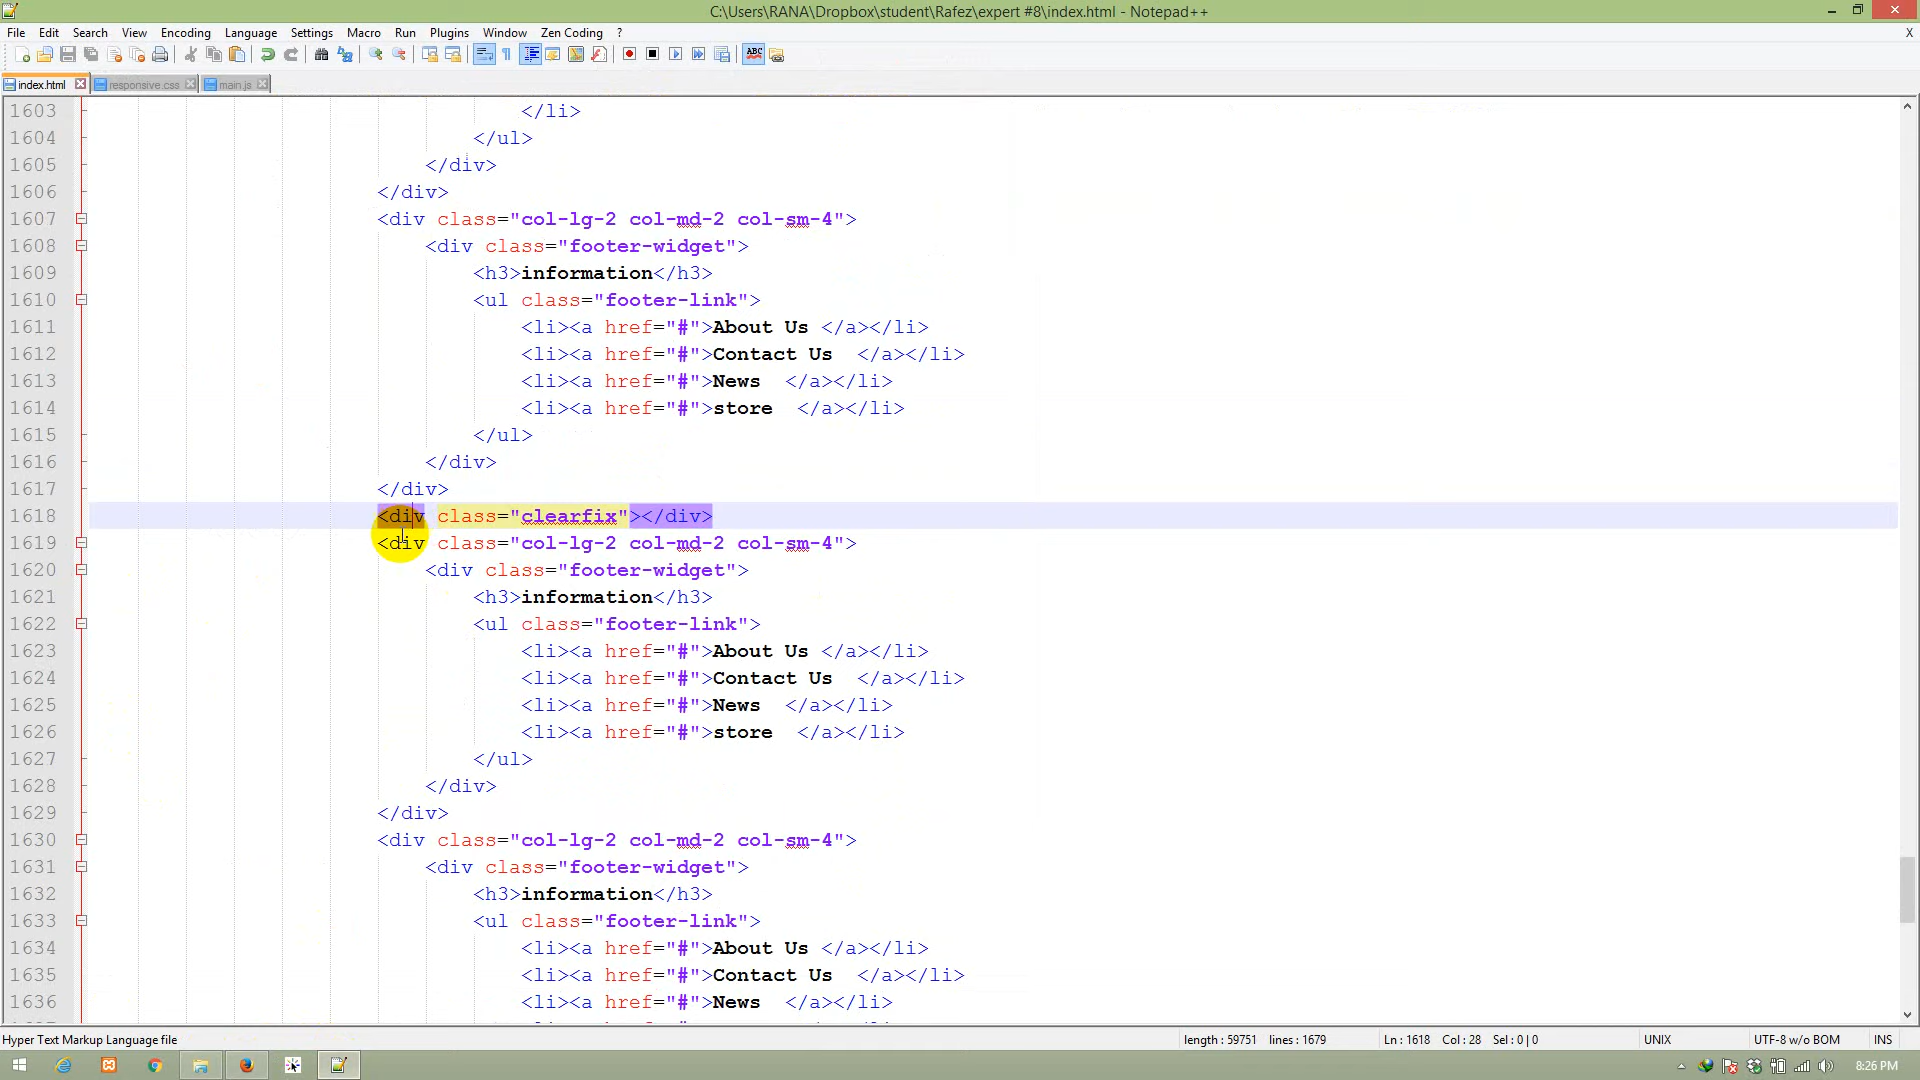 C:\Users\RANA\Dropbox\student\Rafez\expert #8\index.html - Notepad++
File Edit Search View Encoding Language Settings Macro Run Plugins Window Zen Coding ? X
index.html responsive.css main.js
1603 </li>
1604 </ul>
1605 </div>
1606 </div>
1607 <div class="col-lg-2 col-md-2 col-sm-4">
1608 <div class="footer-widget">
1609 <h3>information</h3>
1610 <ul class="footer-link">
1611 <li><a href="#">About Us </a></li>
1612 <li><a href="#">Contact Us  </a></li>
1613 <li><a href="#">News  </a></li>
1614 <li><a href="#">store  </a></li>
1615 </ul>
1616 </div>
1617 </div>
1618 <div class="clearfix"></div>
1619 <div class="col-lg-2 col-md-2 col-sm-4">
1620 <div class="footer-widget">
1621 <h3>information</h3>
1622 <ul class="footer-link">
1623 <li><a href="#">About Us </a></li>
1624 <li><a href="#">Contact Us  </a></li>
1625 <li><a href="#">News  </a></li>
1626 <li><a href="#">store  </a></li>
1627 </ul>
1628 </div>
1629 </div>
1630 <div class="col-lg-2 col-md-2 col-sm-4">
1631 <div class="footer-widget">
1632 <h3>information</h3>
1633 <ul class="footer-link">
1634 <li><a href="#">About Us </a></li>
1635 <li><a href="#">Contact Us  </a></li>
1636 <li><a href="#">News  </a></li>
Hyper Text Markup Language file length : 59751 lines : 1679 Ln : 1618 Col : 28 Sel : 0 | 0 UNIX UTF-8 w/o BOM INS
8:26 PM